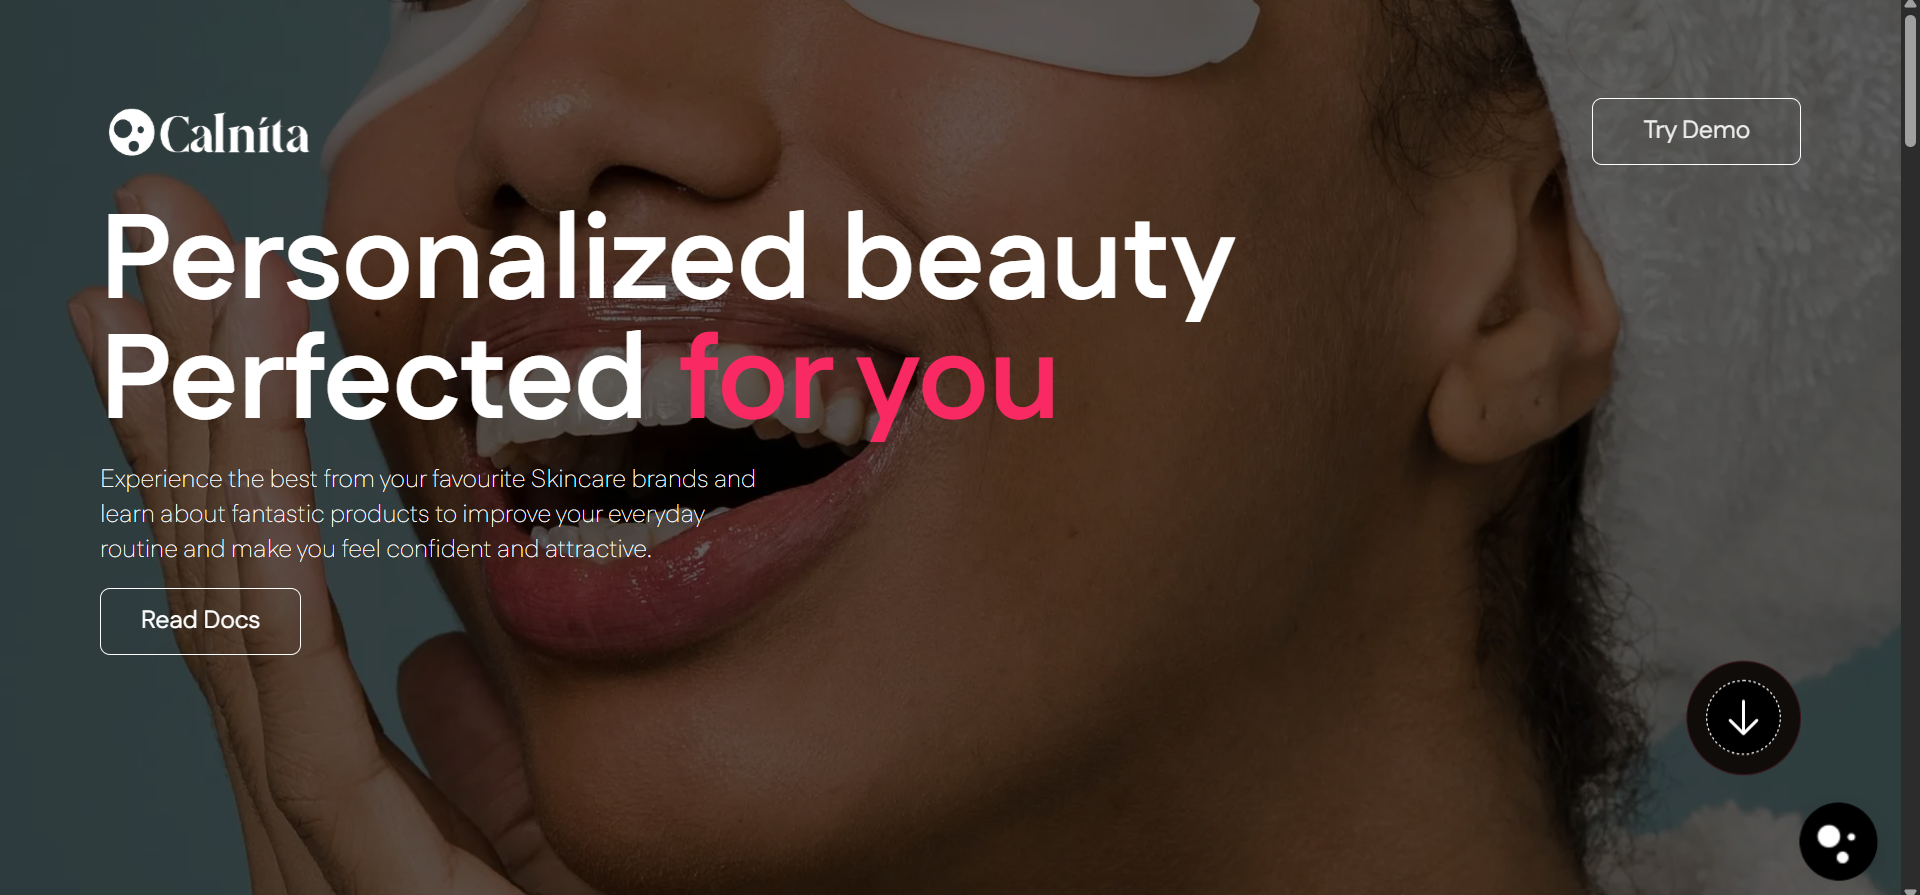 Calníta
Try Demo
Personalized beauty
Perfected for you
Experience the best from your favourite Skincare brands and
learn about fantastic products to improve your everyday
routine and make you feel confident and attractive.
Read Docs